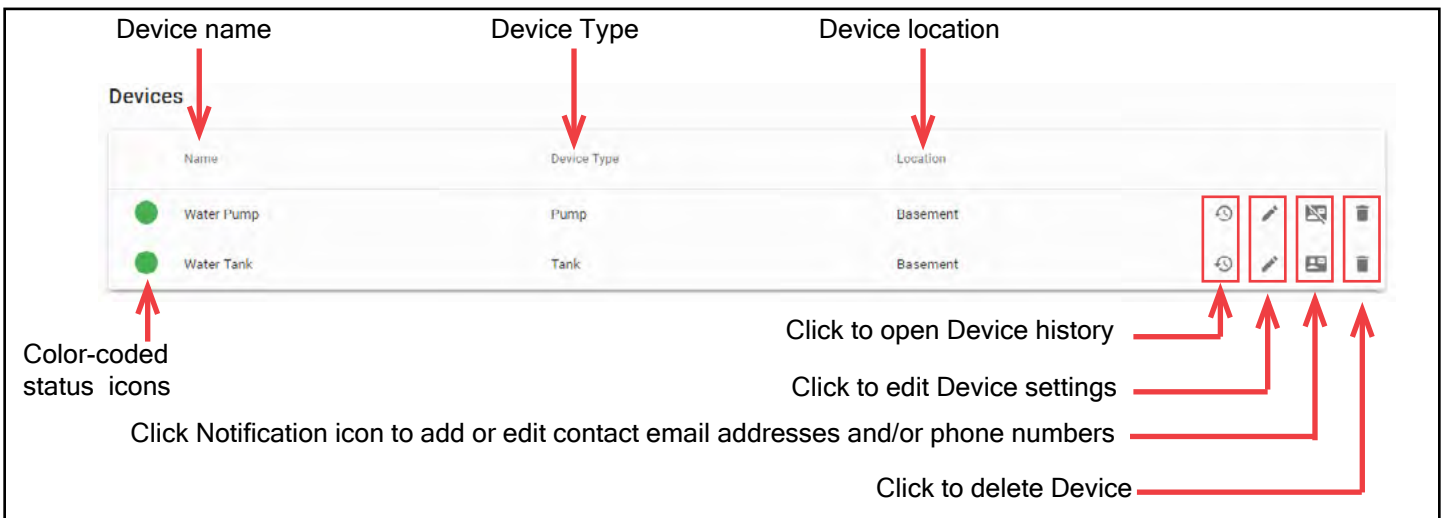 Device name Device Type Device location
Devices
Name Device Type Location
Water Pump Pump Basement
Water Tank Tank Basement
Click to open Device history
Color-coded
status icons
Click to edit Device settings
Click Notification icon to add or edit contact email addresses and/or phone numbers
Click to delete Device